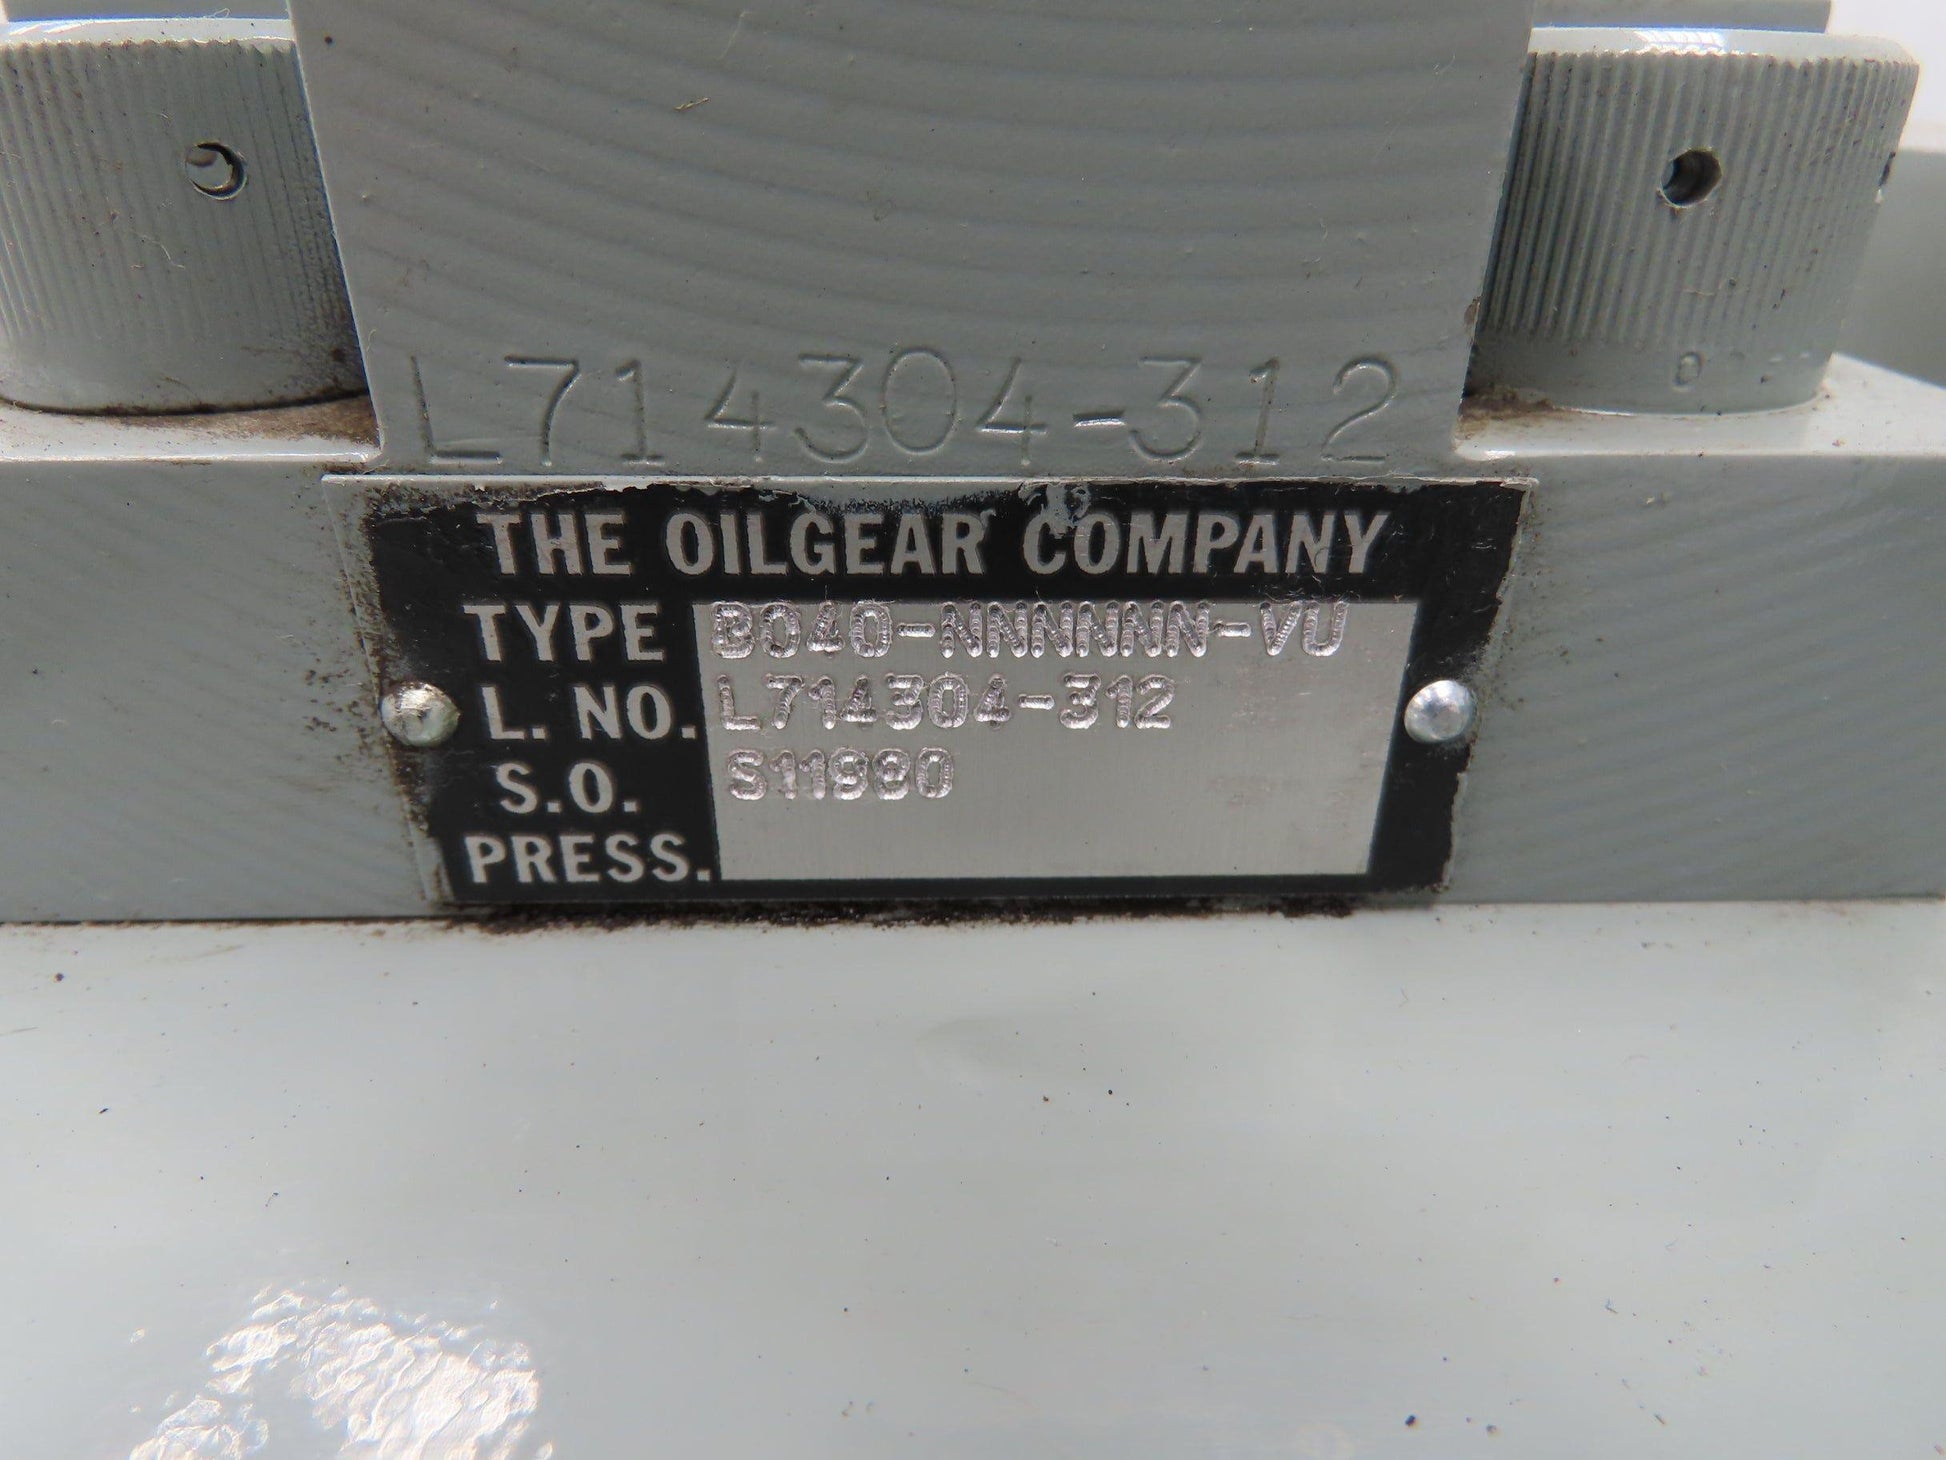 L714304-312
THE OILGEAR COMPANY
TYPE BO40-NNNNNN-VU
L. NO. L714304-312
S.O. S11980
PRESS.